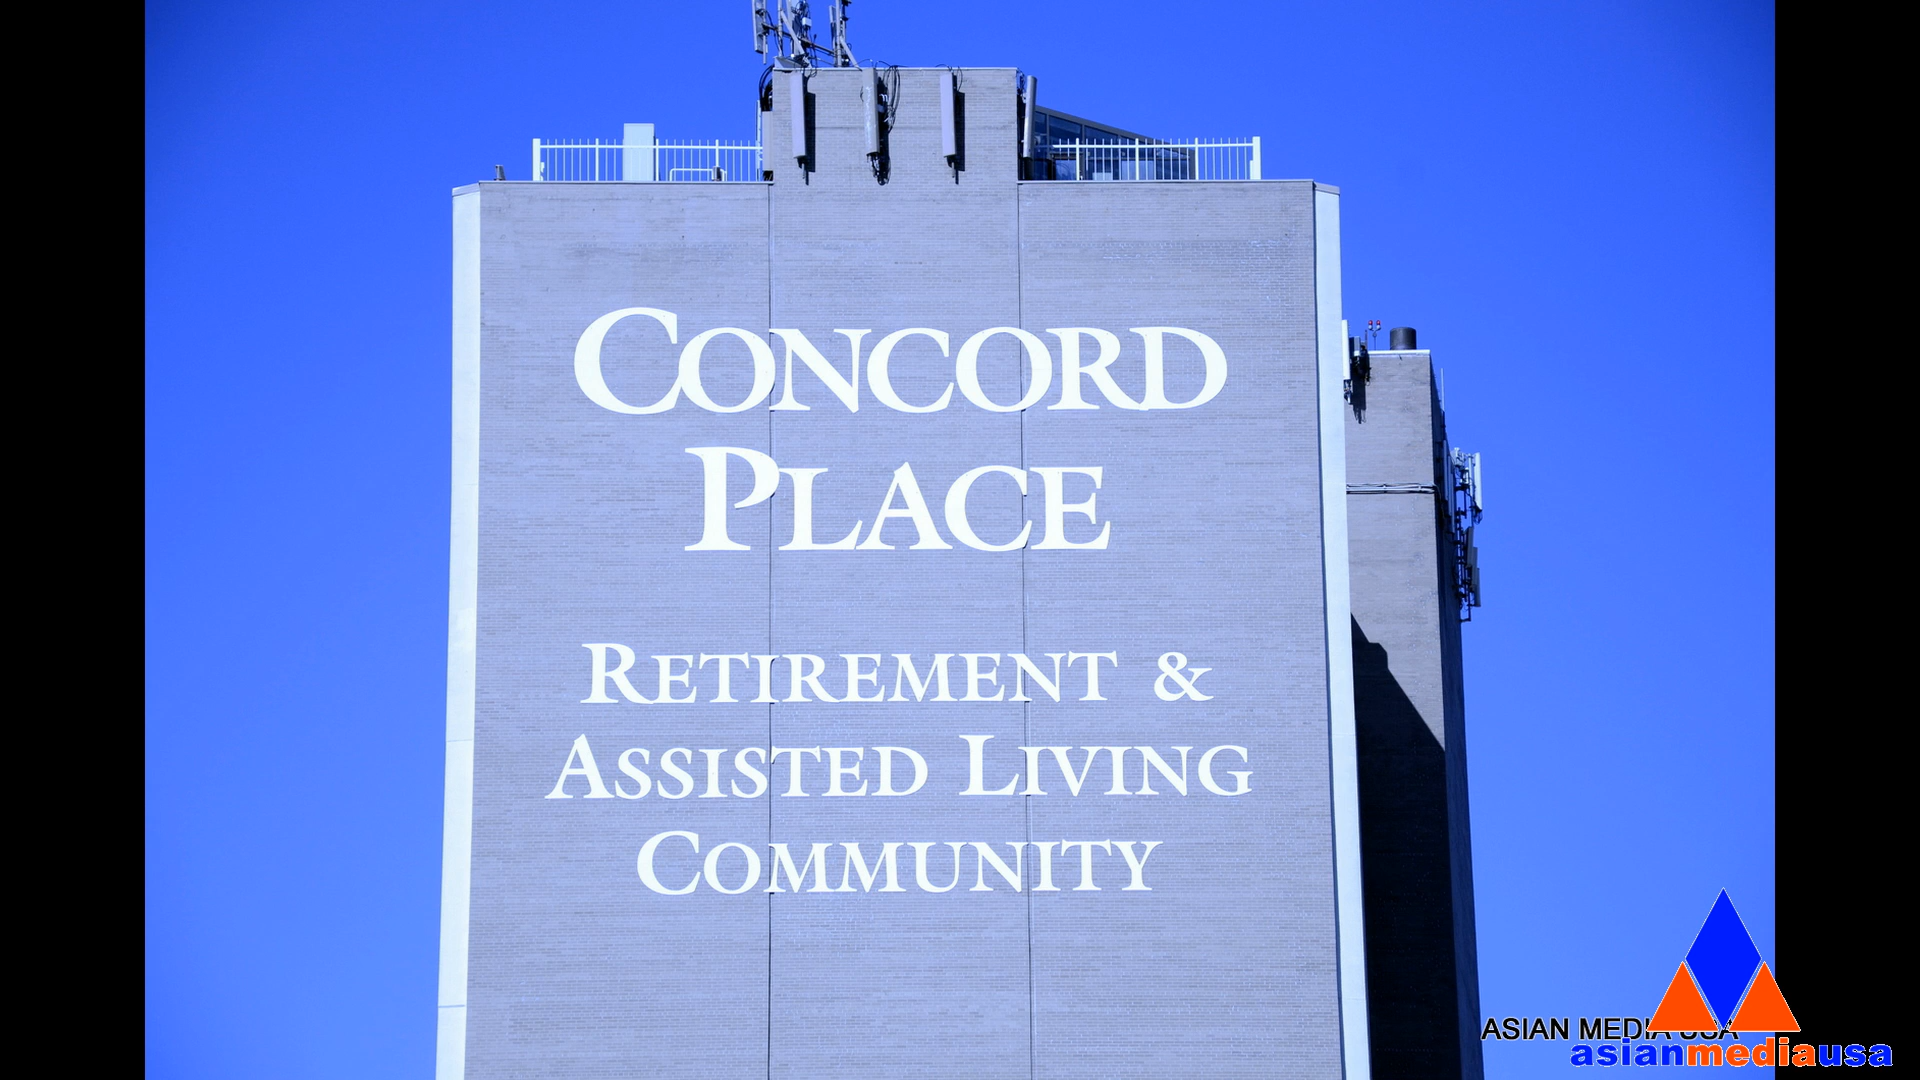 CONCORD
PLACE
RETIREMENT &
ASSISTED LIVING
COMMUNITY
ASIAN MEDIA USA
asianmediausa